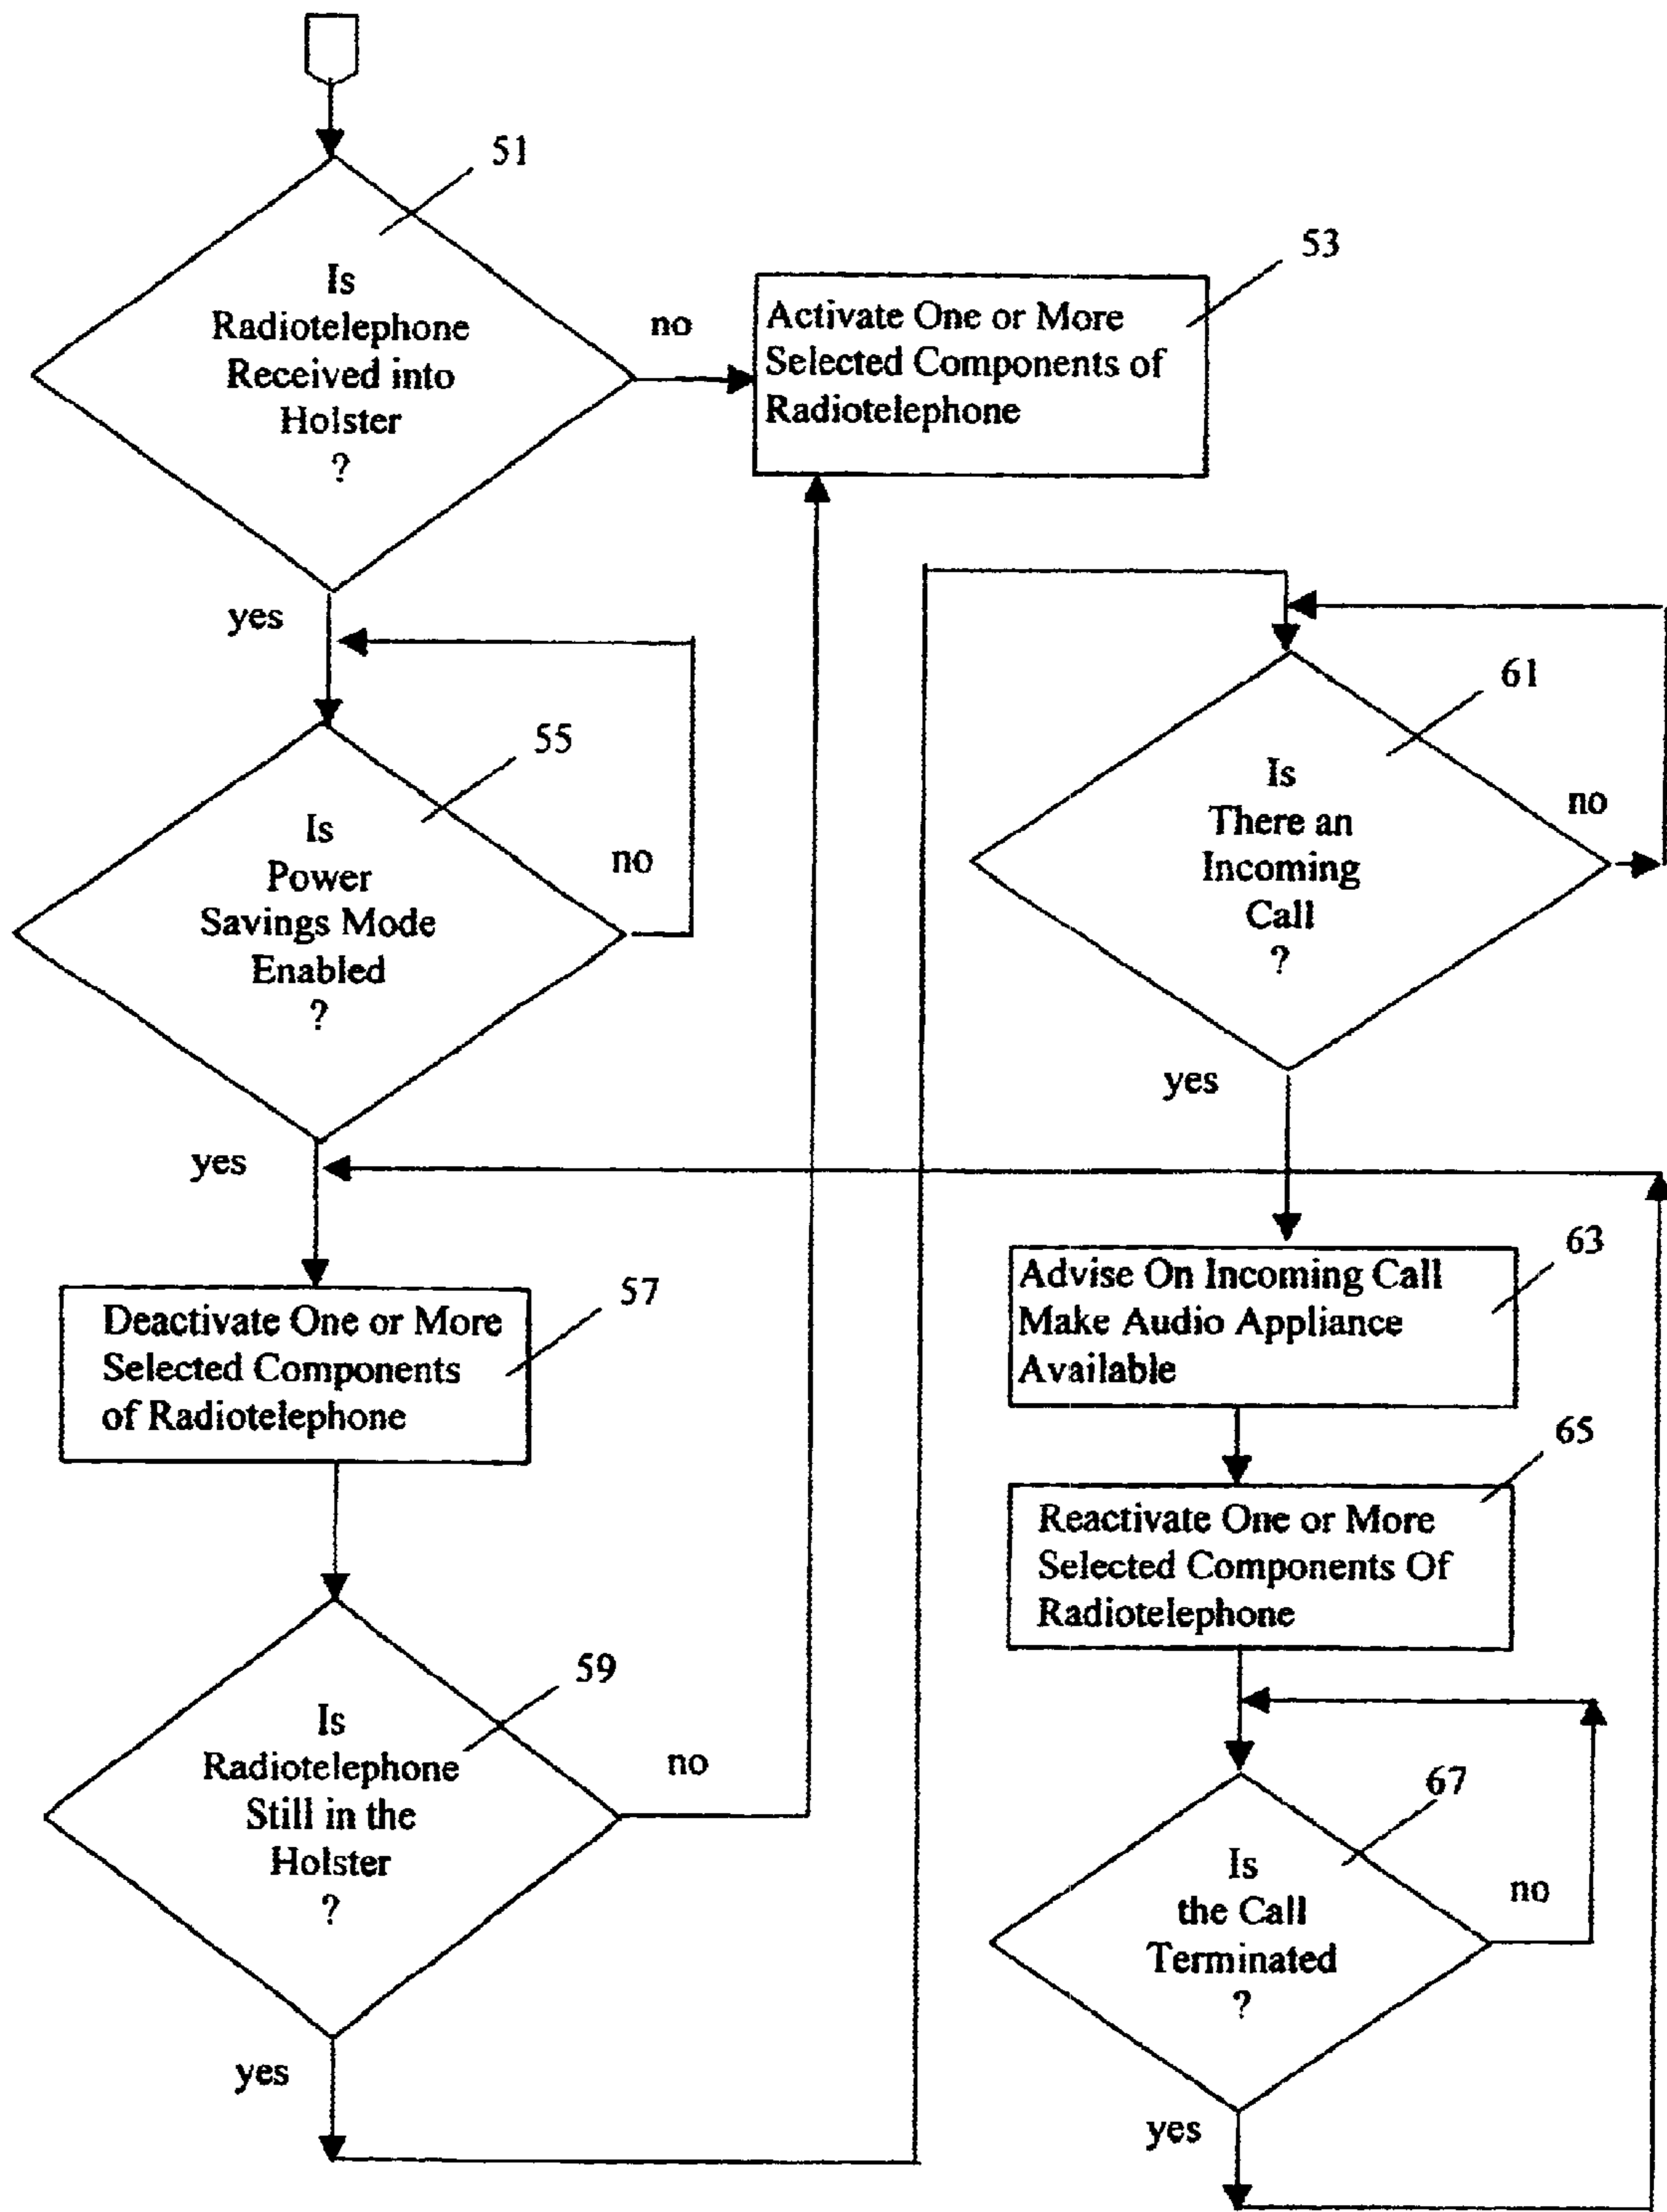 51
Is
Radiotelephone
Received into
Holster
?
no
yes
53
Activate One or More
Selected Components of
Radiotelephone
55
Is
Power
Savings Mode
Enabled
?
no
yes
57
Deactivate One or More
Selected Components
of Radiotelephone
59
Is
Radiotelephone
Still in the
Holster
?
no
yes
61
Is
There an
Incoming
Call
?
no
yes
63
Advise On Incoming Call
Make Audio Appliance
Available
65
Reactivate One or More
Selected Components Of
Radiotelephone
67
Is
the Call
Terminated
?
no
yes